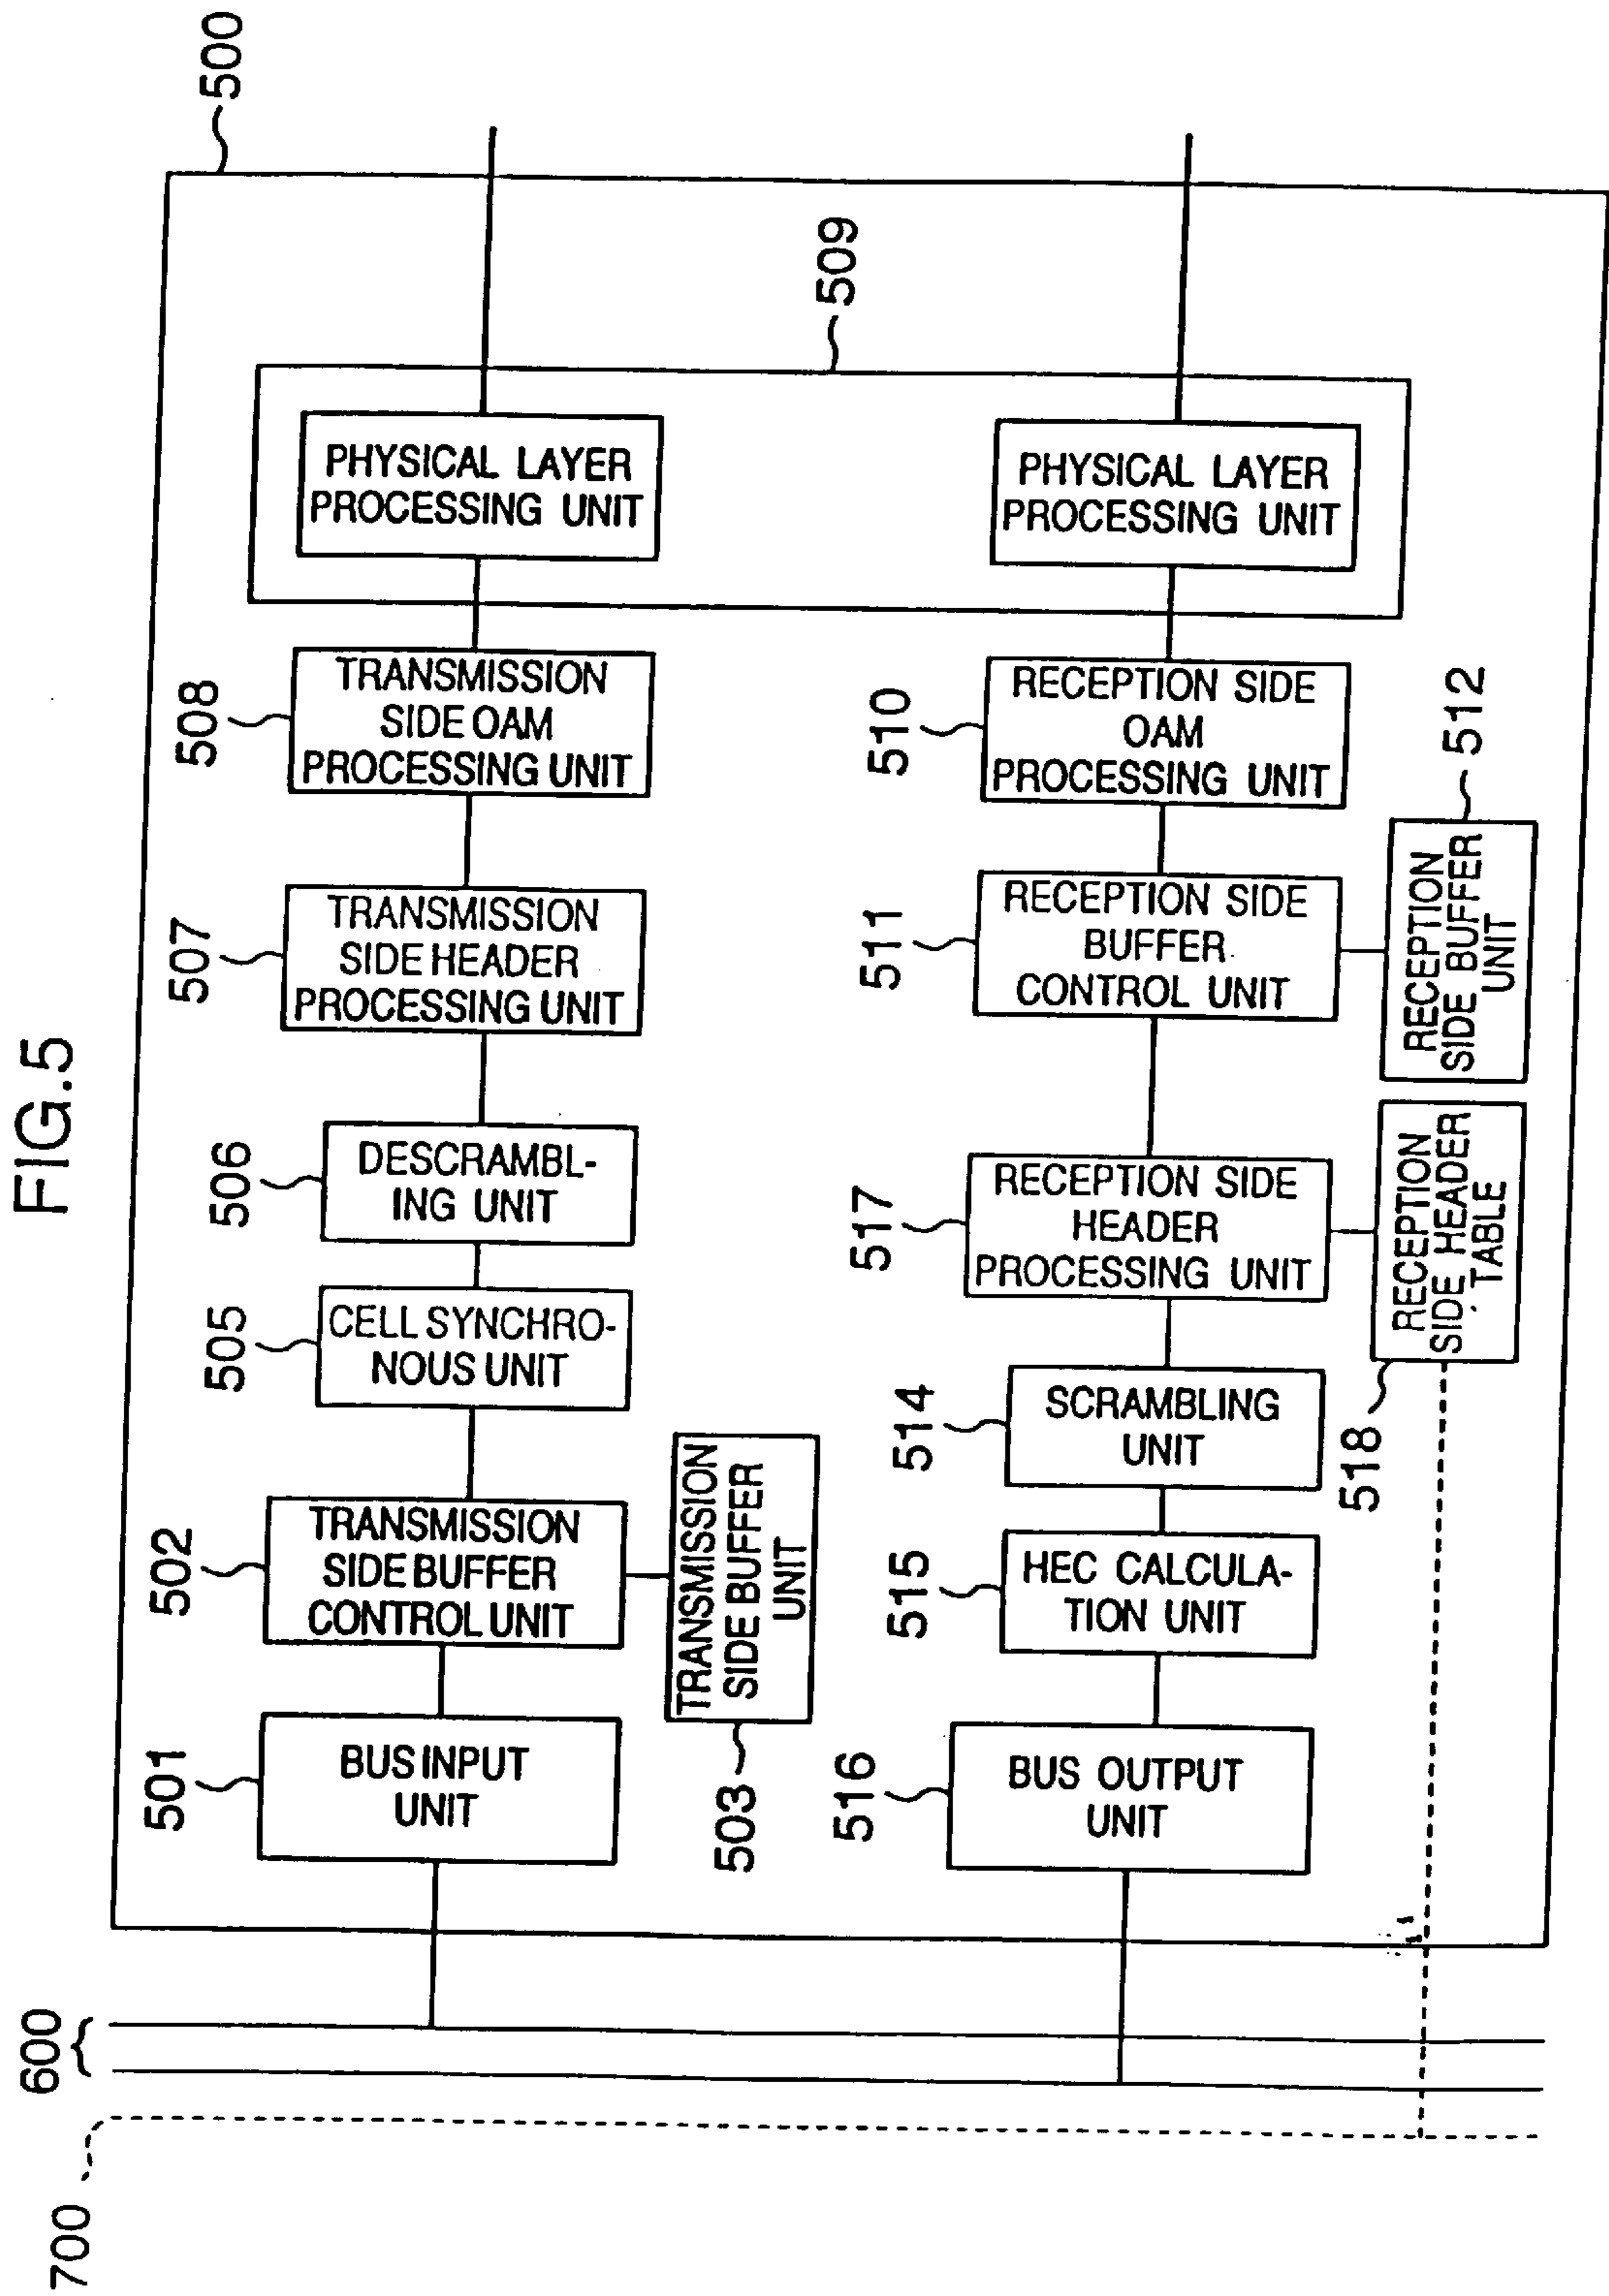 FIG.5
500
509
PHYSICAL LAYER
PROCESSING UNIT
PHYSICAL LAYER
PROCESSING UNIT
508
TRANSMISSION
SIDE OAM
PROCESSING UNIT
510
RECEPTION SIDE
OAM
PROCESSING UNIT
507
TRANSMISSION
SIDE HEADER
PROCESSING UNIT
511
RECEPTION SIDE
BUFFER
CONTROL UNIT
512
RECEPTION
SIDE BUFFER
UNIT
506
DESCRAMBL-
ING UNIT
517
RECEPTION SIDE
HEADER
PROCESSING UNIT
518
RECEPTION
SIDE HEADER
TABLE
505
CELL SYNCHRO-
NOUS UNIT
514
SCRAMBLING
UNIT
502
TRANSMISSION
SIDE BUFFER
CONTROL UNIT
503
TRANSMISSION
SIDE BUFFER
UNIT
515
HEC CALCULA-
TION UNIT
501
BUS INPUT
UNIT
516
BUS OUTPUT
UNIT
600
700